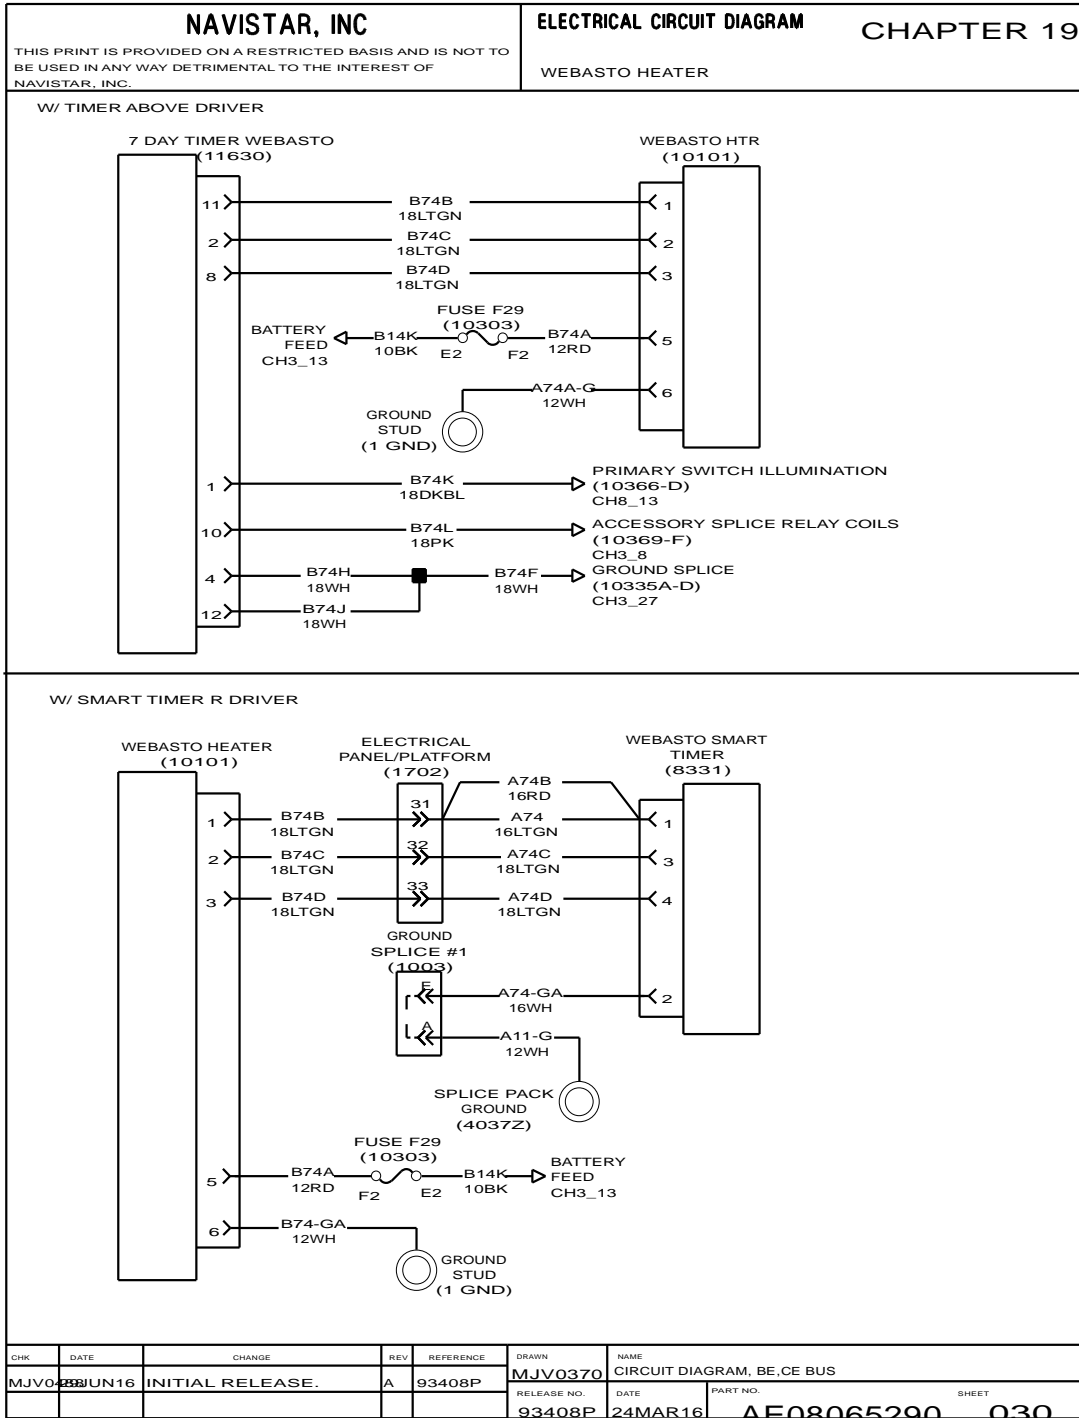 NAVISTAR, INC
THIS PRINT IS PROVIDED ON A RESTRICTED BASIS AND IS NOT TO
BE USED IN ANY WAY DETRIMENTAL TO THE INTEREST OF
NAVISTAR, INC.
ELECTRICAL CIRCUIT DIAGRAM
CHAPTER 19
WEBASTO HEATER
W/ TIMER ABOVE DRIVER
7 DAY TIMER WEBASTO
(11630)
WEBASTO HTR
(10101)
11
B74B
18LTGN
1
2
B74C
18LTGN
2
8
B74D
18LTGN
3
BATTERY
FEED
CH3_13
B14K
10BK
FUSE F29
(10303)
E2
F2
B74A
12RD
5
GROUND
STUD
(1 GND)
A74A-G
12WH
6
1
B74K
18DKBL
PRIMARY SWITCH ILLUMINATION
(10366-D)
CH8_13
10
B74L
18PK
ACCESSORY SPLICE RELAY COILS
(10369-F)
CH3_8
4
B74H
18WH
B74F
18WH
GROUND SPLICE
(10335A-D)
CH3_27
12
B74J
18WH
W/ SMART TIMER R DRIVER
WEBASTO HEATER
(10101)
ELECTRICAL
PANEL/PLATFORM
(1702)
WEBASTO SMART
TIMER
(8331)
A74B
16RD
1
B74B
18LTGN
31
A74
16LTGN
1
2
B74C
18LTGN
32
A74C
18LTGN
3
3
B74D
18LTGN
33
A74D
18LTGN
4
GROUND
SPLICE #1
(1003)
E
A74-GA
16WH
2
A
A11-G
12WH
SPLICE PACK
GROUND
(4037Z)
5
B74A
12RD
FUSE F29
(10303)
F2
E2
B14K
10BK
BATTERY
FEED
CH3_13
6
B74-GA
12WH
GROUND
STUD
(1 GND)
CHK
DATE
CHANGE
REV
REFERENCE
DRAWN
NAME
INITIAL RELEASE.
A
93408P
MJV0370
CIRCUIT DIAGRAM, BE,CE BUS
RELEASE NO.
DATE
PART NO.
SHEET
93408P
24MAR16
AE08065290
030